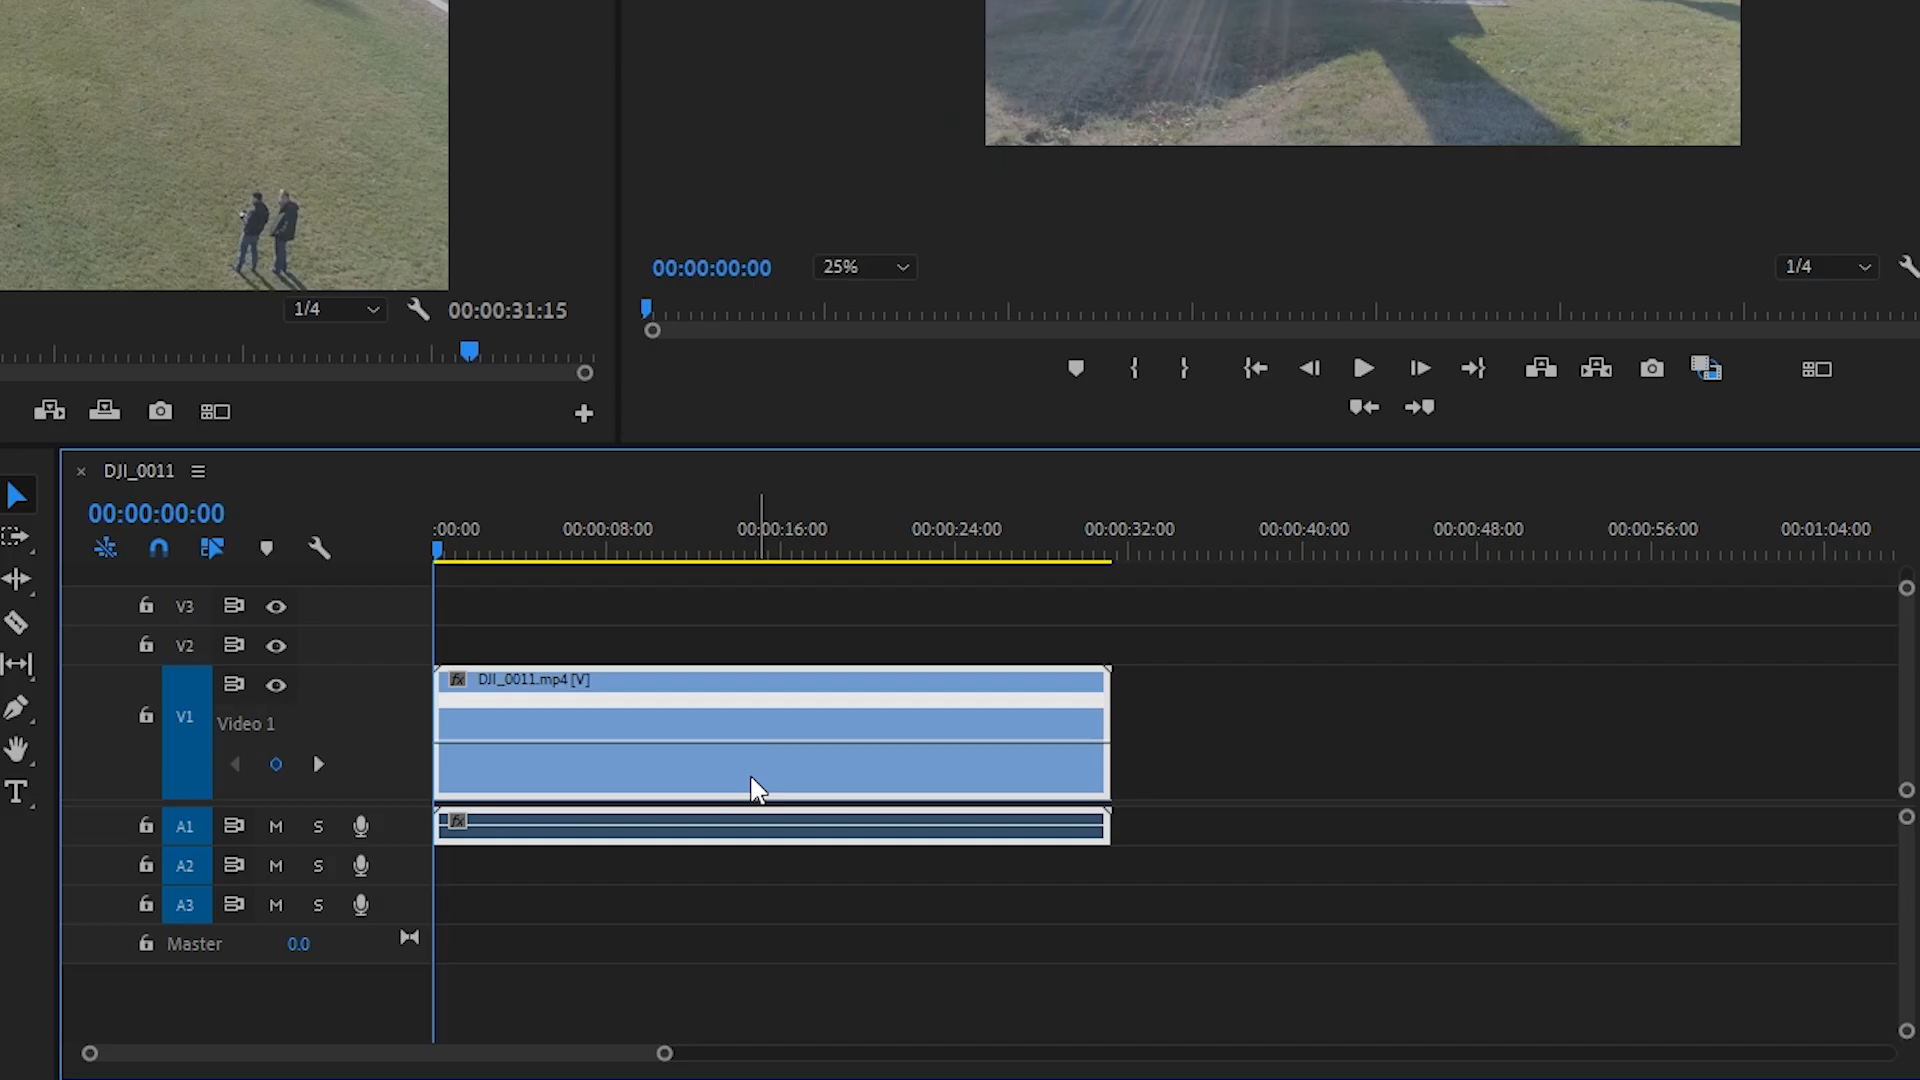 00:00:00:00 25% 1/4
1/4 00:00:31:15
DJI_0011
00:00:00:00
:00:00 00:00:08:00 00:00:16:00 00:00:24:00 00:00:32:00 00:00:40:00 00:00:48:00 00:00:56:00 00:01:04:00
V3
V2
fx DJI_0011.mp4 [V]
V1
Video 1
A1 M S fx
A2 M S
A3 M S
Master 0.0
T